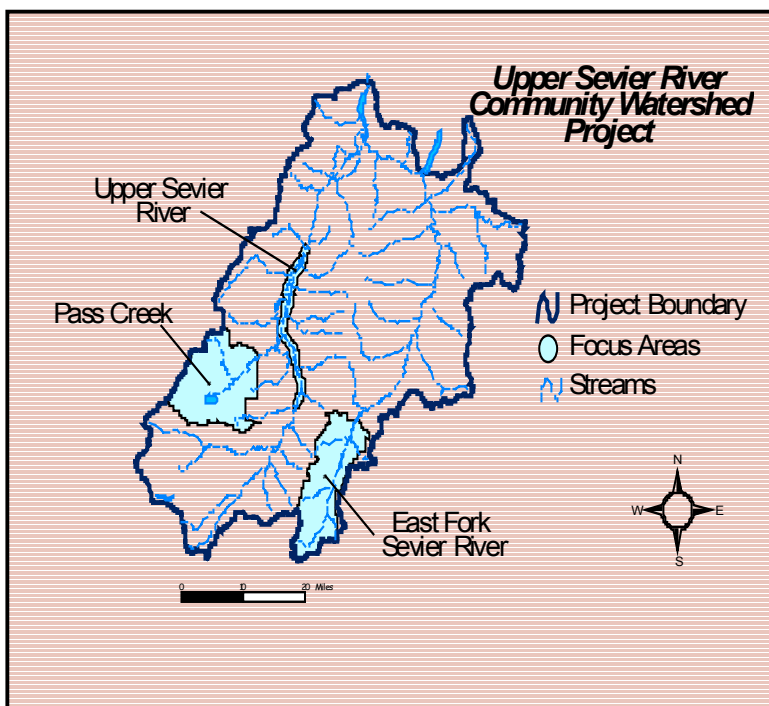 Upper Sevier River
Community Watershed
Project
Upper Sevier
River
Pass Creek
Project Boundary
Focus Areas
Streams
East Fork
Sevier River
N
W
E
S
0 10 20 Miles